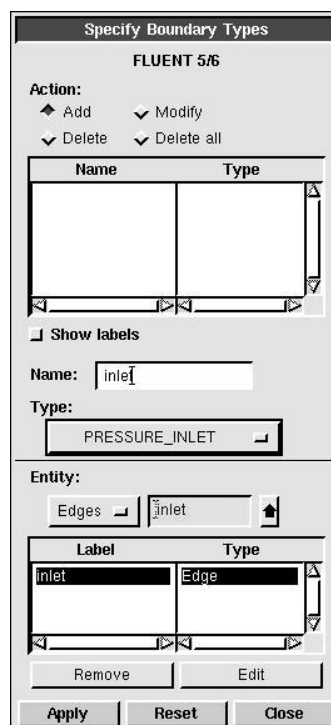 Specify Boundary Types
FLUENT 5/6
Action:
Add Modify
Delete Delete all
Name Type
Show labels
Name: inlet
Type:
PRESSURE_INLET
Entity:
Edges inlet
Label Type
inlet Edge
Remove Edit
Apply Reset Close